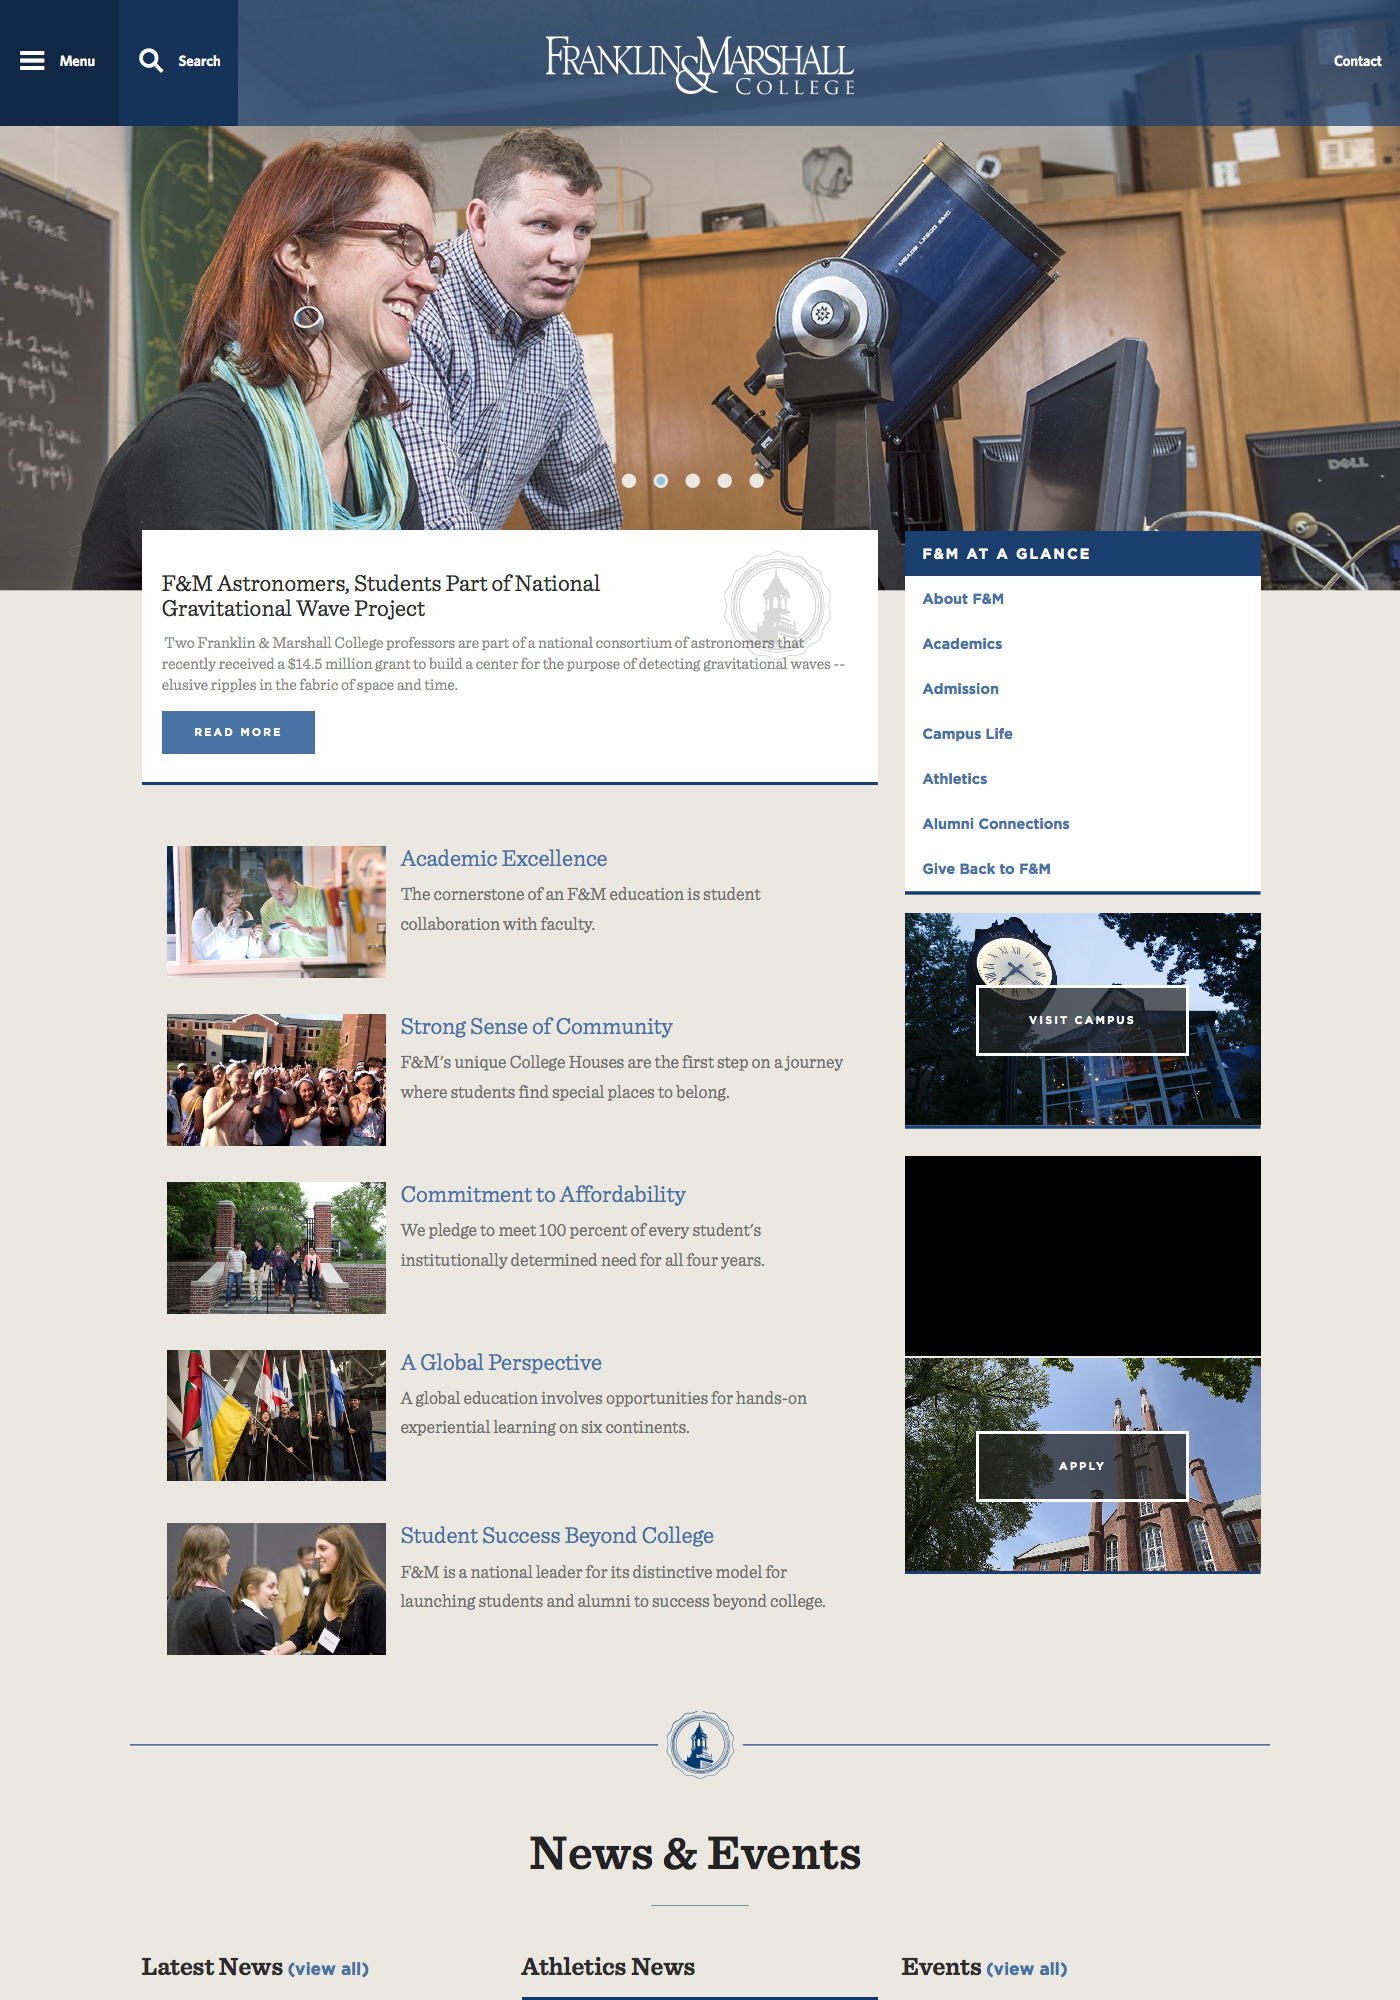 Menu
Search
FRANKLIN & MARSHALL
COLLEGE
Contact
NOT ERASE
MEADE LX200 EMC
DELL
F&M Astronomers, Students Part of National
Gravitational Wave Project
Two Franklin & Marshall College professors are part of a national consortium of astronomers that
recently received a $14.5 million grant to build a center for the purpose of detecting gravitational waves --
elusive ripples in the fabric of space and time.
READ MORE
F&M AT A GLANCE
About F&M
Academics
Admission
Campus Life
Athletics
Alumni Connections
Give Back to F&M
Academic Excellence
The cornerstone of an F&M education is student
collaboration with faculty.
Strong Sense of Community
F&M's unique College Houses are the first step on a journey
where students find special places to belong.
Commitment to Affordability
We pledge to meet 100 percent of every student's
institutionally determined need for all four years.
A Global Perspective
A global education involves opportunities for hands-on
experiential learning on six continents.
Student Success Beyond College
F&M is a national leader for its distinctive model for
launching students and alumni to success beyond college.
VISIT CAMPUS
APPLY
News & Events
Latest News (view all)
Athletics News
Events (view all)